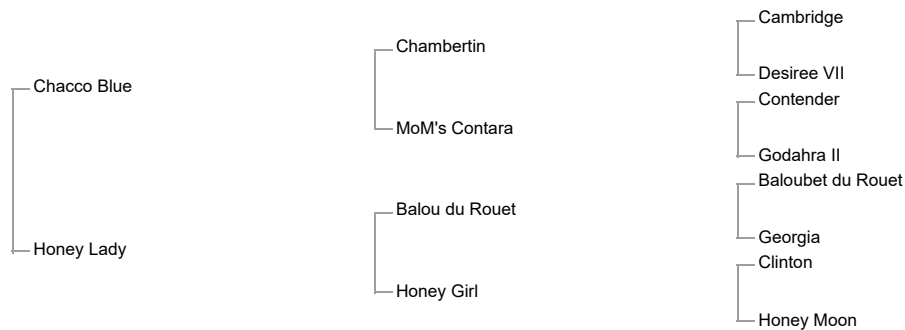 Cambridge
Chambertin
Desiree VII
Chacco Blue
Contender
MoM's Contara
Godahra II
Baloubet du Rouet
Balou du Rouet
Georgia
Honey Lady
Clinton
Honey Girl
Honey Moon